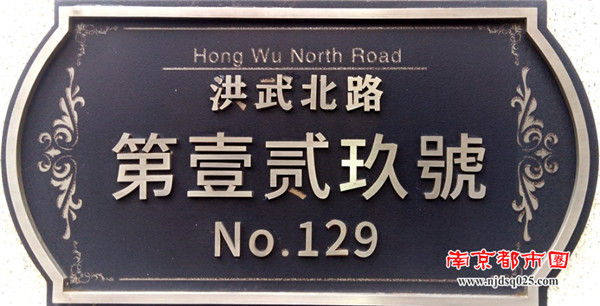 Hong Wu North Road
洪武北路
第壹贰玖號
No.129
南京都市圈
www.njdsq025.com